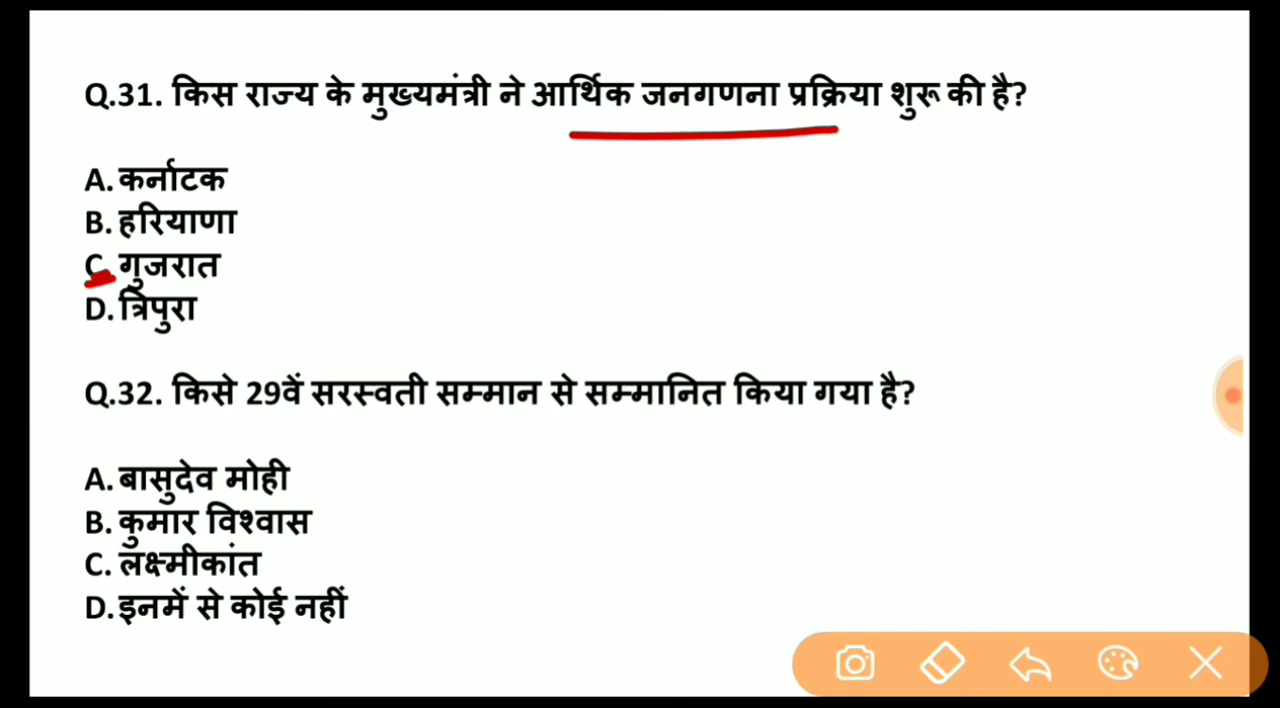 Q.31. किस राज्य के मुख्यमंत्री ने आर्थिक जनगणना प्रक्रिया शुरू की है?
A. कर्नाटक
B. हरियाणा
C. गुजरात
D. त्रिपुरा
Q.32. किसे 29वें सरस्वती सम्मान से सम्मानित किया गया है?
A. बासुदेव मोही
B. कुमार विश्वास
C. लक्ष्मीकांत
D. इनमें से कोई नहीं